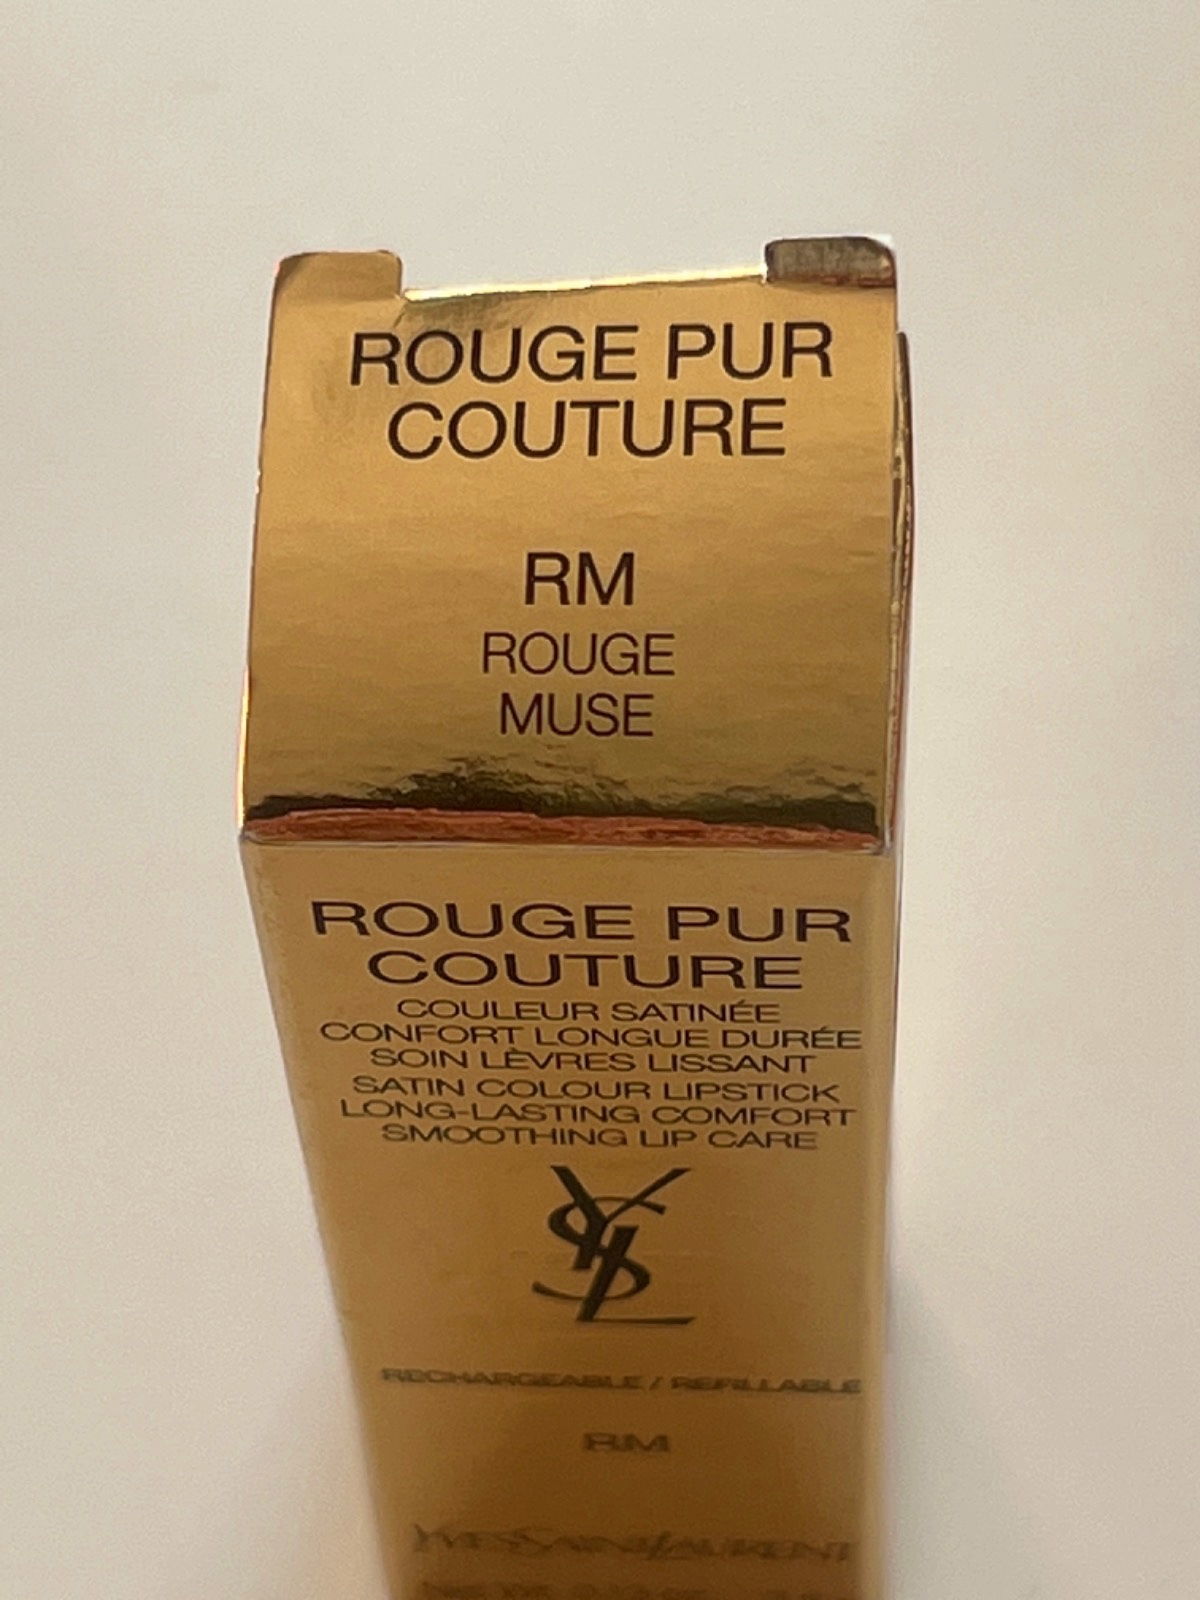 ROUGE PUR
COUTURE
RM
ROUGE
MUSE
ROUGE PUR
COUTURE
COULEUR SATINÉE
CONFORT LONGUE DURÉE
SOIN LÈVRES LISSANT
SATIN COLOUR LIPSTICK
LONG-LASTING COMFORT
SMOOTHING LIP CARE
YSL
RECHARGEABLE / REFILLABLE
RM
YVESSAINTLAURENT